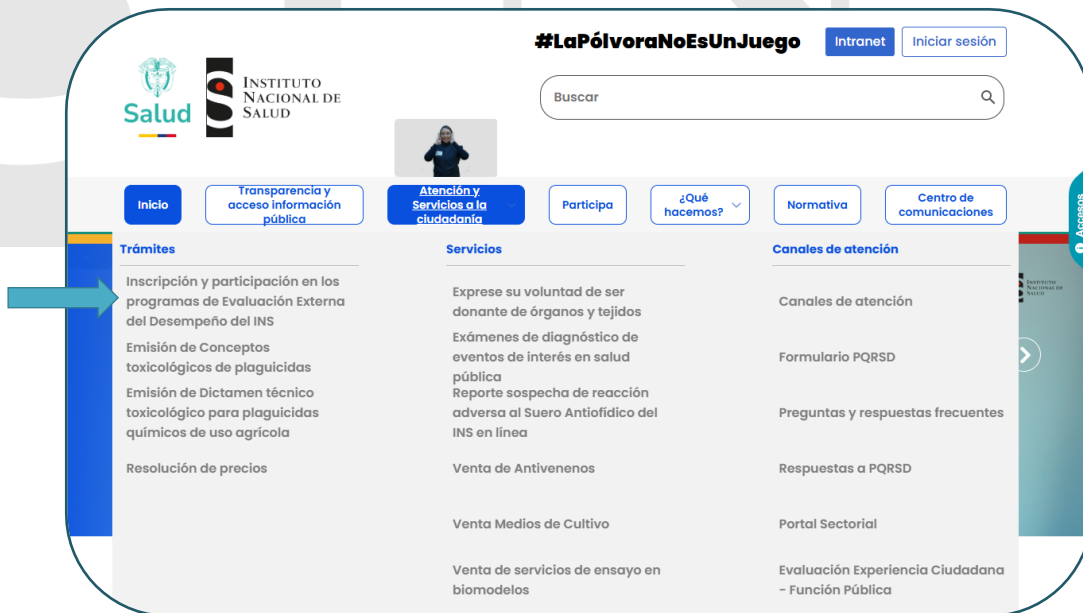 #LaPólvoraNoEsUnJuego
Intranet
Iniciar sesión
Salud
INSTITUTO
NACIONAL DE
SALUD
Buscar
Inicio
Transparencia y
acceso información
pública
Atención y
Servicios a la
ciudadanía
Participa
¿Qué
hacemos?
Normativa
Centro de
comunicaciones
Accesos
Trámites
Inscripción y participación en los
programas de Evaluación Externa
del Desempeño del INS
Emisión de Conceptos
toxicológicos de plaguicidas
Emisión de Dictamen técnico
toxicológico para plaguicidas
químicos de uso agrícola
Resolución de precios
Servicios
Exprese su voluntad de ser
donante de órganos y tejidos
Exámenes de diagnóstico de
eventos de interés en salud
pública
Reporte sospecha de reacción
adversa al Suero Antiofídico del
INS en línea
Venta de Antivenenos
Venta Medios de Cultivo
Venta de servicios de ensayo en
biomodelos
Canales de atención
Canales de atención
Formulario PQRSD
Preguntas y respuestas frecuentes
Respuestas a PQRSD
Portal Sectorial
Evaluación Experiencia Ciudadana
- Función Pública
INSTITUTO
NACIONAL DE
SALUD